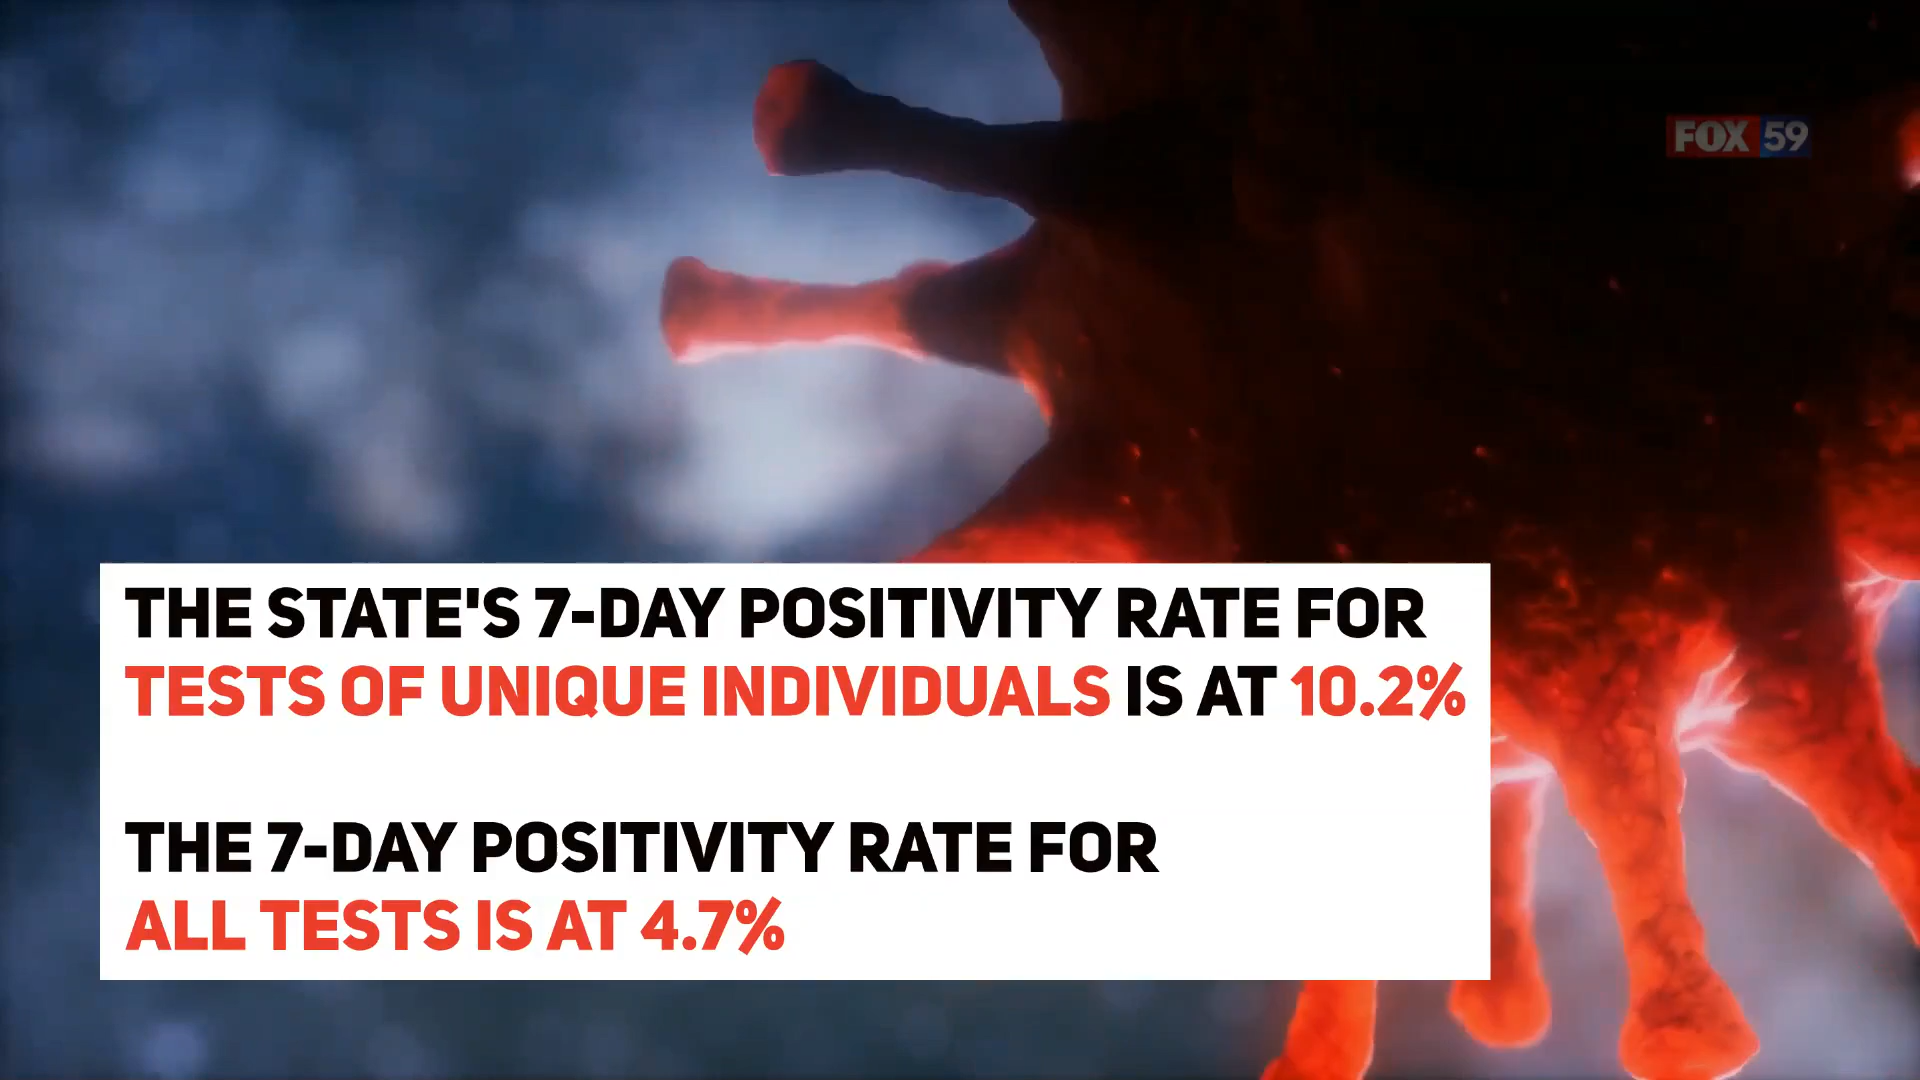 FOX 59
THE STATE'S 7-DAY POSITIVITY RATE FOR
TESTS OF UNIQUE INDIVIDUALS IS AT 10.2%
THE 7-DAY POSITIVITY RATE FOR
ALL TESTS IS AT 4.7%